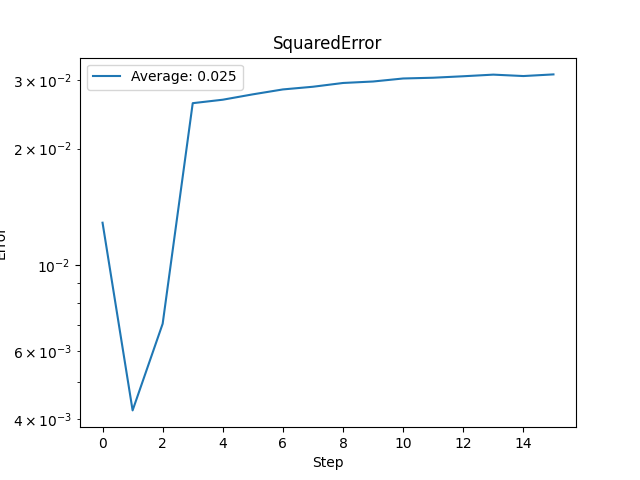 SquaredError
Average: 0.025
3 × 10⁻²
2 × 10⁻²
10⁻²
6 × 10⁻³
4 × 10⁻³
Error
0 2 4 6 8 10 12 14
Step